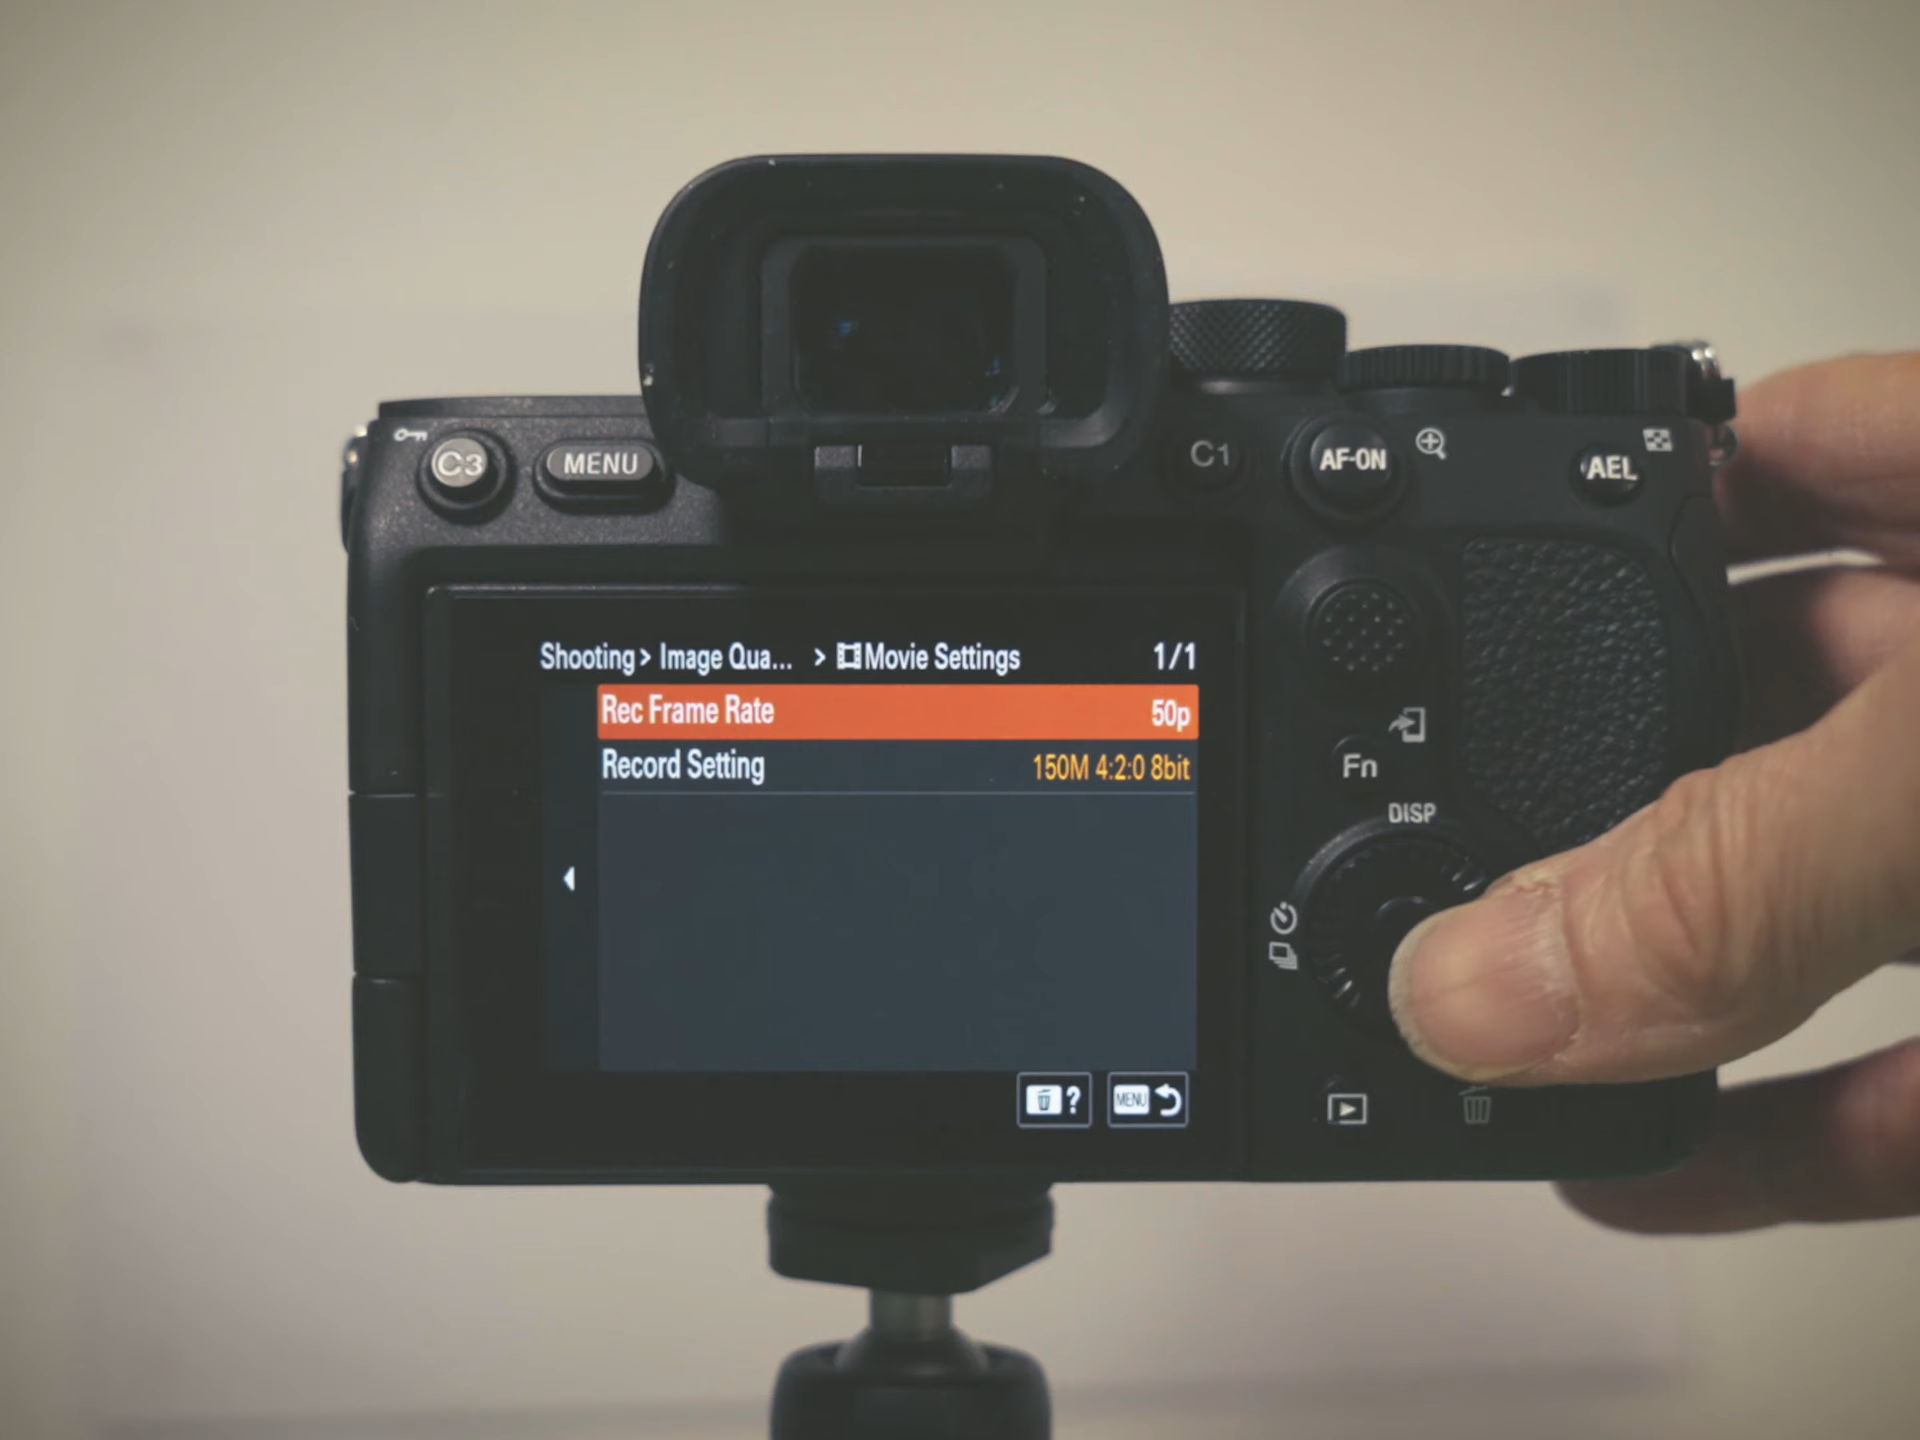 C3 MENU C1 AF-ON AEL
Shooting> Image Qua... > Movie Settings 1/1
Rec Frame Rate 50p
Record Setting 150M 4:2:0 8bit
Fn
DISP
? MENU